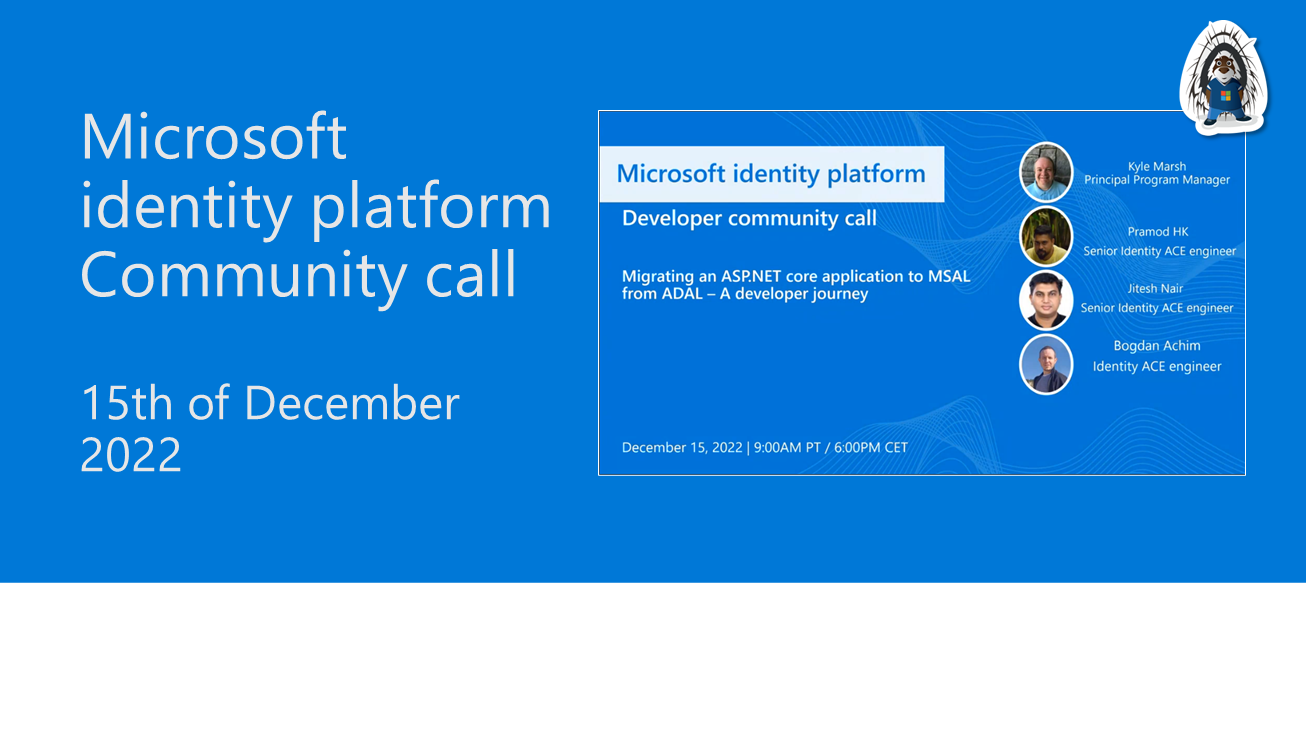 Microsoft
identity platform
Community call
15th of December
2022
Microsoft identity platform
Developer community call
Migrating an ASP.NET core application to MSAL
from ADAL – A developer journey
December 15, 2022 | 9:00AM PT / 6:00PM CET
Kyle Marsh
Principal Program Manager
Pramod HK
Senior Identity ACE engineer
Jitesh Nair
Senior Identity ACE engineer
Bogdan Achim
Identity ACE engineer